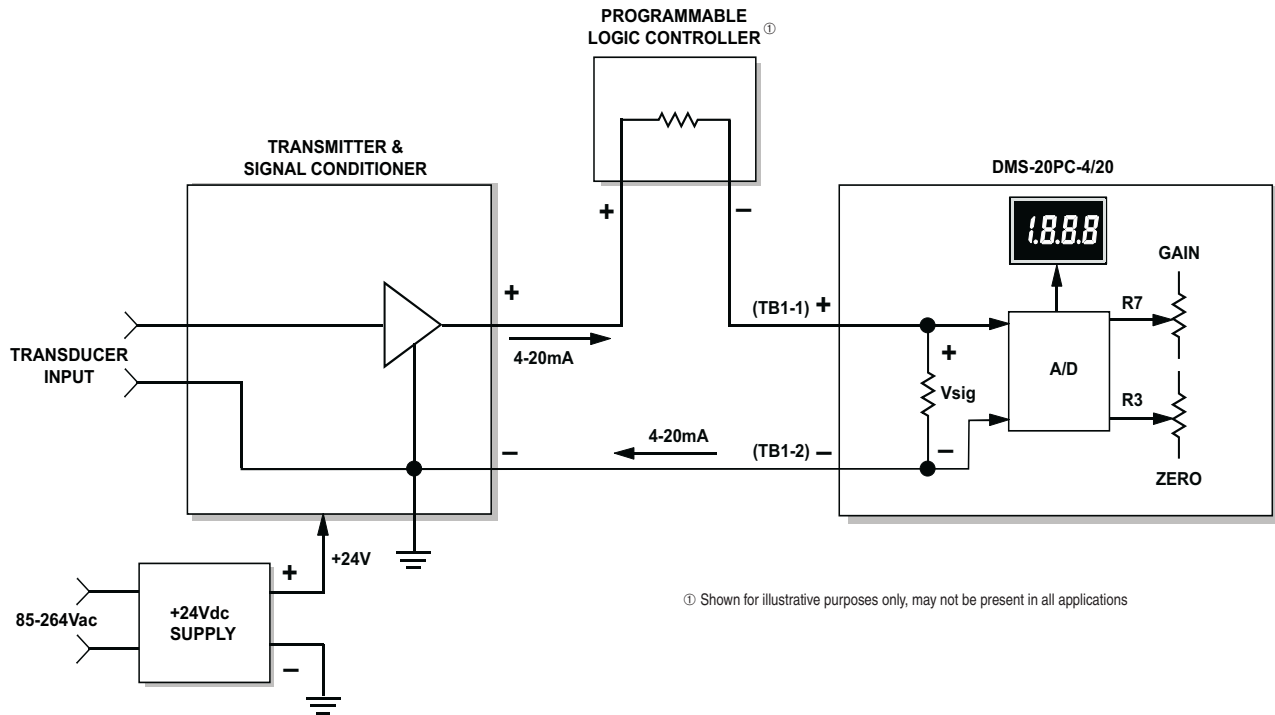 PROGRAMMABLE
LOGIC CONTROLLER ①
TRANSMITTER &
SIGNAL CONDITIONER
DMS-20PC-4/20
1.8.8.8
GAIN
+
–
+
(TB1-1) +
R7
4-20mA
+
TRANSDUCER
INPUT
A/D
Vsig
R3
4-20mA
–
(TB1-2) –
–
ZERO
+24V
+
85-264Vac
+24Vdc
SUPPLY
–
① Shown for illustrative purposes only, may not be present in all applications